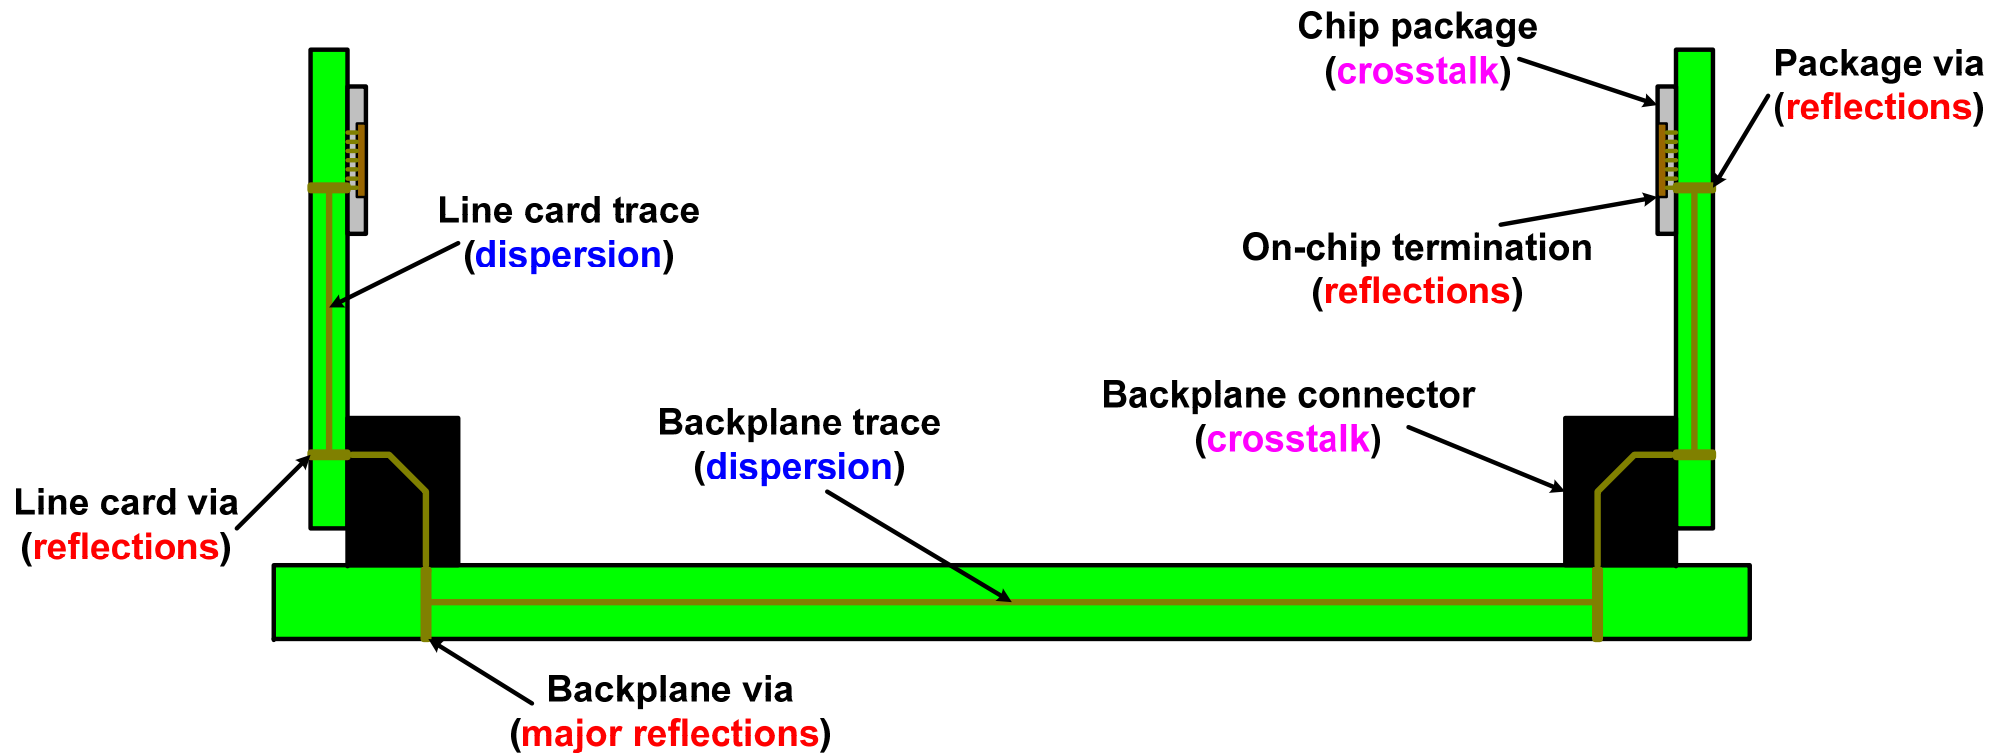 Chip package
(crosstalk)
Package via
(reflections)
Line card trace
(dispersion)
On-chip termination
(reflections)
Backplane connector
(crosstalk)
Backplane trace
(dispersion)
Line card via
(reflections)
Backplane via
(major reflections)